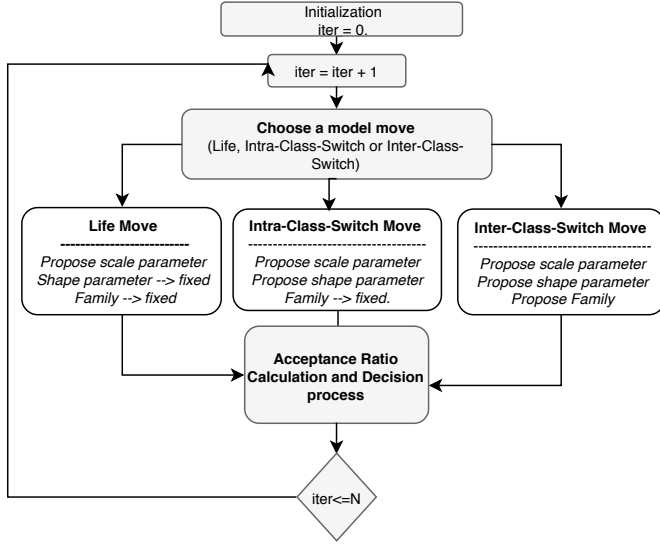 Initialization
iter = 0.
iter = iter + 1
Choose a model move
(Life, Intra-Class-Switch or Inter-Class-
Switch)
Life Move
----------------------------
Propose scale parameter
Shape parameter --> fixed
Family --> fixed
Intra-Class-Switch Move
---------------------------------------
Propose scale parameter
Propose shape parameter
Family --> fixed.
Inter-Class-Switch Move
---------------------------------------
Propose scale parameter
Propose shape parameter
Propose Family
Acceptance Ratio
Calculation and Decision
process
iter<=N